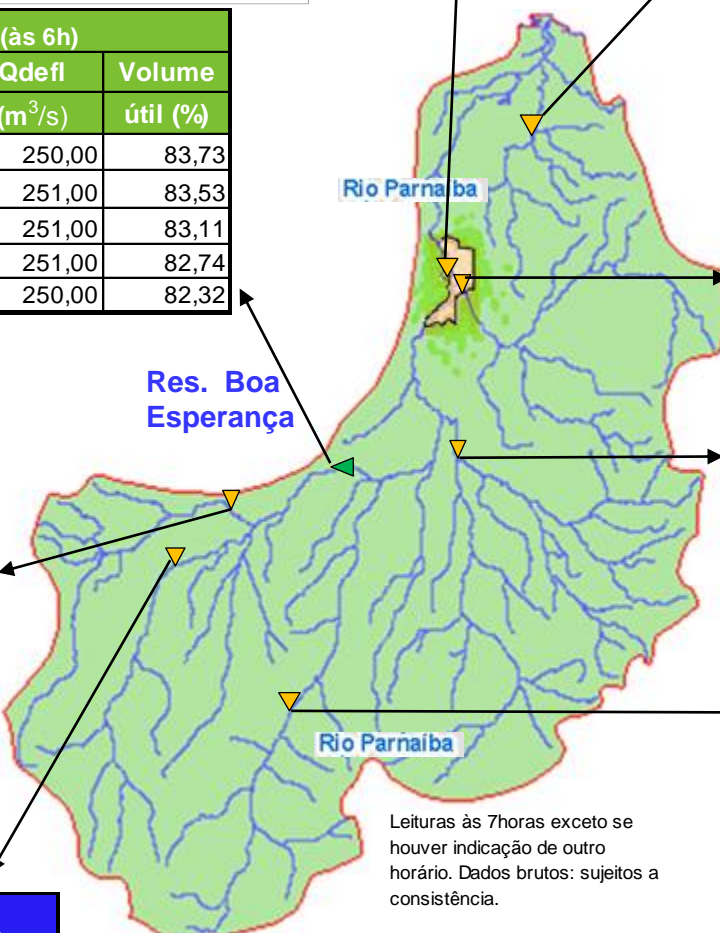 (às 6h)
Qdefl Volume
(m³/s) útil (%)
250,00 83,73
251,00 83,53
251,00 83,11
251,00 82,74
250,00 82,32
Rio Parnaíba
Res. Boa
Esperança
Rio Parnaíba
Leituras às 7horas exceto se
houver indicação de outro
horário. Dados brutos: sujeitos a
consistência.